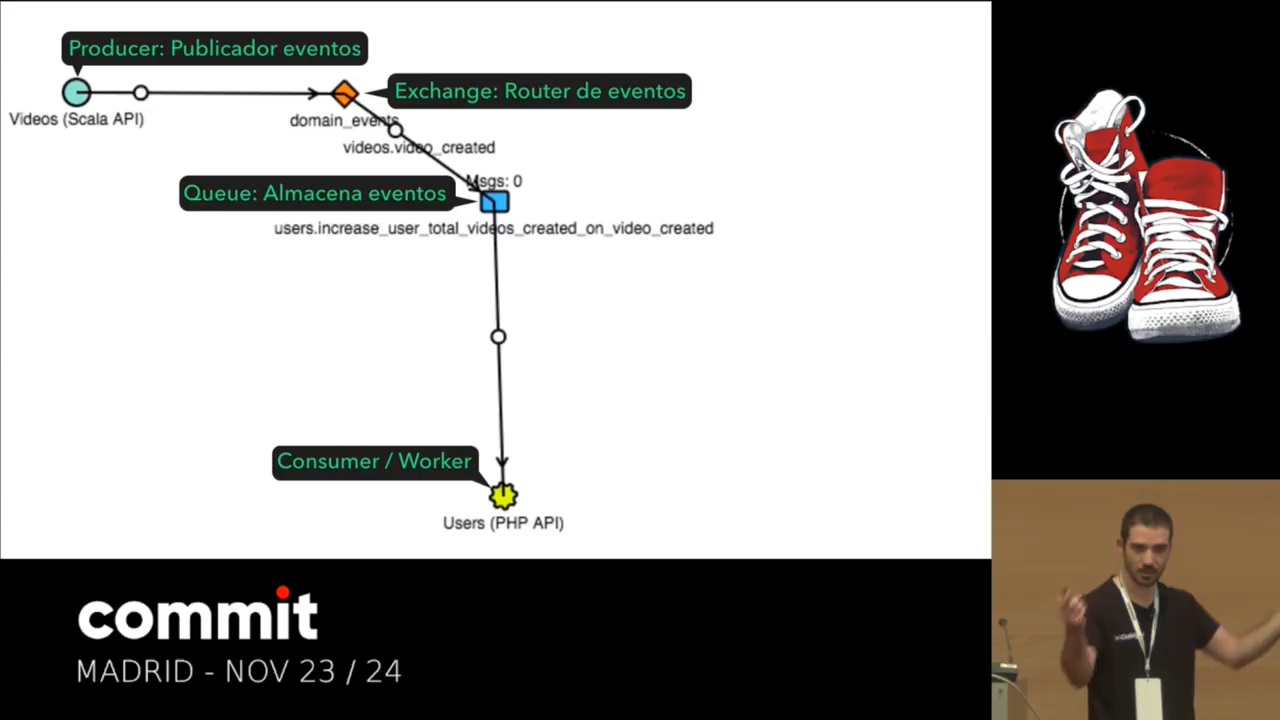 Producer: Publicador eventos
Exchange: Router de eventos
Videos (Scala API)
domain_events
videos.video_created
Msgs: 0
Queue: Almacena eventos
users.increase_user_total_videos_created_on_video_created
Consumer / Worker
Users (PHP API)
commit
MADRID - NOV 23 / 24